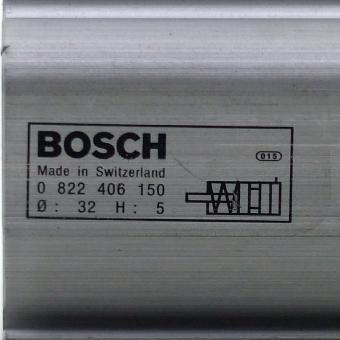 BOSCH
015
Made in Switzerland
0 822 406 150
Ø : 32 H : 5